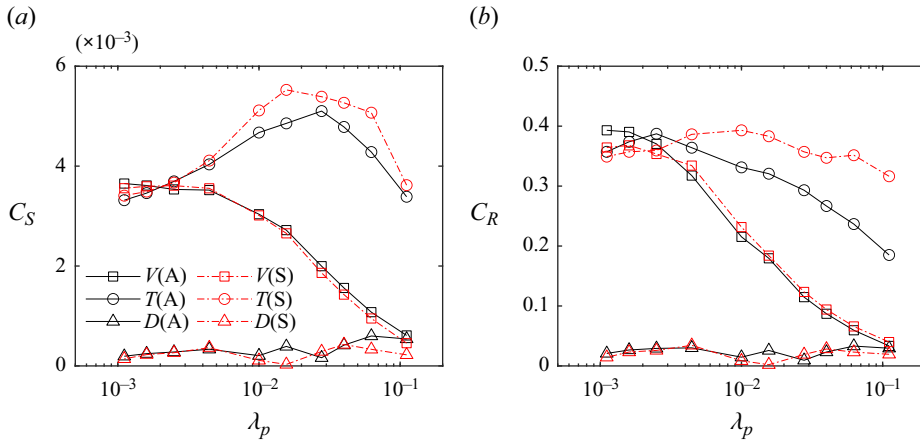 (a)
(b)
(×10⁻³)
6
4
2
0
C_S
V(A)
V(S)
T(A)
T(S)
D(A)
D(S)
10⁻³
10⁻²
10⁻¹
λ_p
0.5
0.4
0.3
0.2
0.1
0
C_R
10⁻³
10⁻²
10⁻¹
λ_p